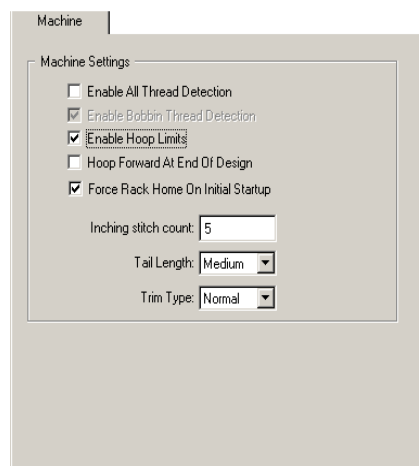 Machine
Machine Settings
Enable All Thread Detection
Enable Bobbin Thread Detection
Enable Hoop Limits
Hoop Forward At End Of Design
Force Rack Home On Initial Startup
Inching stitch count: 5
Tail Length: Medium
Trim Type: Normal